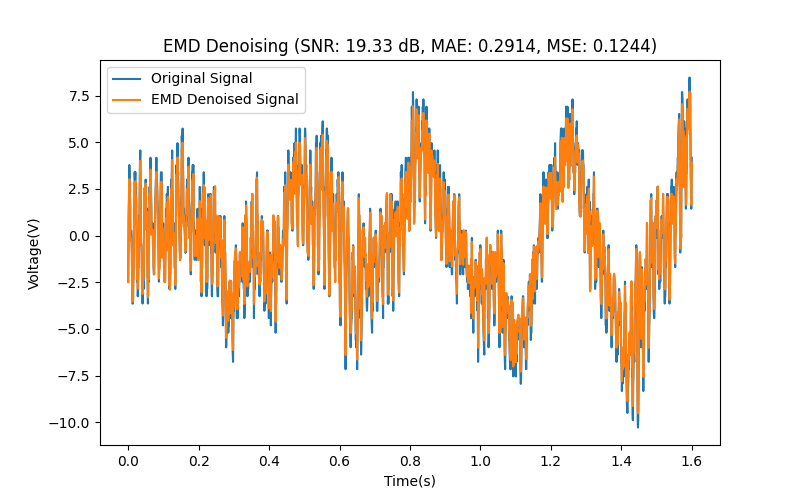 EMD Denoising (SNR: 19.33 dB, MAE: 0.2914, MSE: 0.1244)
Original Signal
EMD Denoised Signal
7.5
5.0
2.5
0.0
−2.5
−5.0
−7.5
−10.0
Voltage(V)
0.0 0.2 0.4 0.6 0.8 1.0 1.2 1.4 1.6
Time(s)